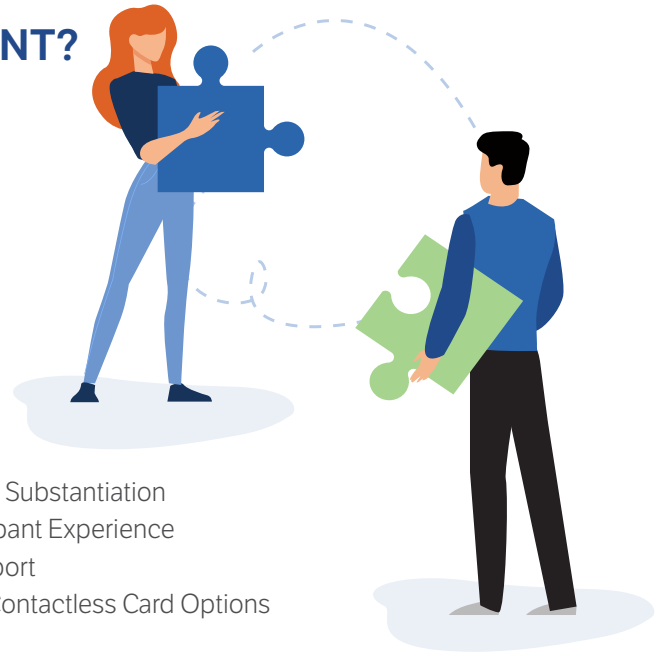 NT?
Substantiation
pant Experience
port
Contactless Card Options